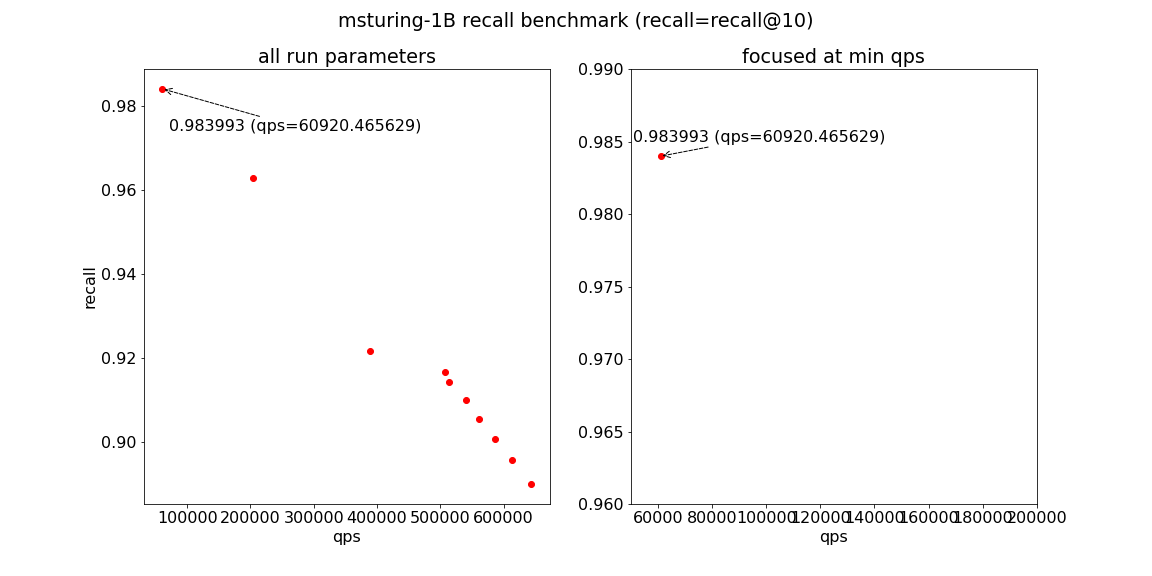 msturing-1B recall benchmark (recall=recall@10)
all run parameters
recall
0.98
0.96
0.94
0.92
0.90
0.983993 (qps=60920.465629)
100000 200000 300000 400000 500000 600000
qps
focused at min qps
0.990
0.985
0.980
0.975
0.970
0.965
0.960
0.983993 (qps=60920.465629)
60000 80000 100000 120000 140000 160000 180000 200000
qps